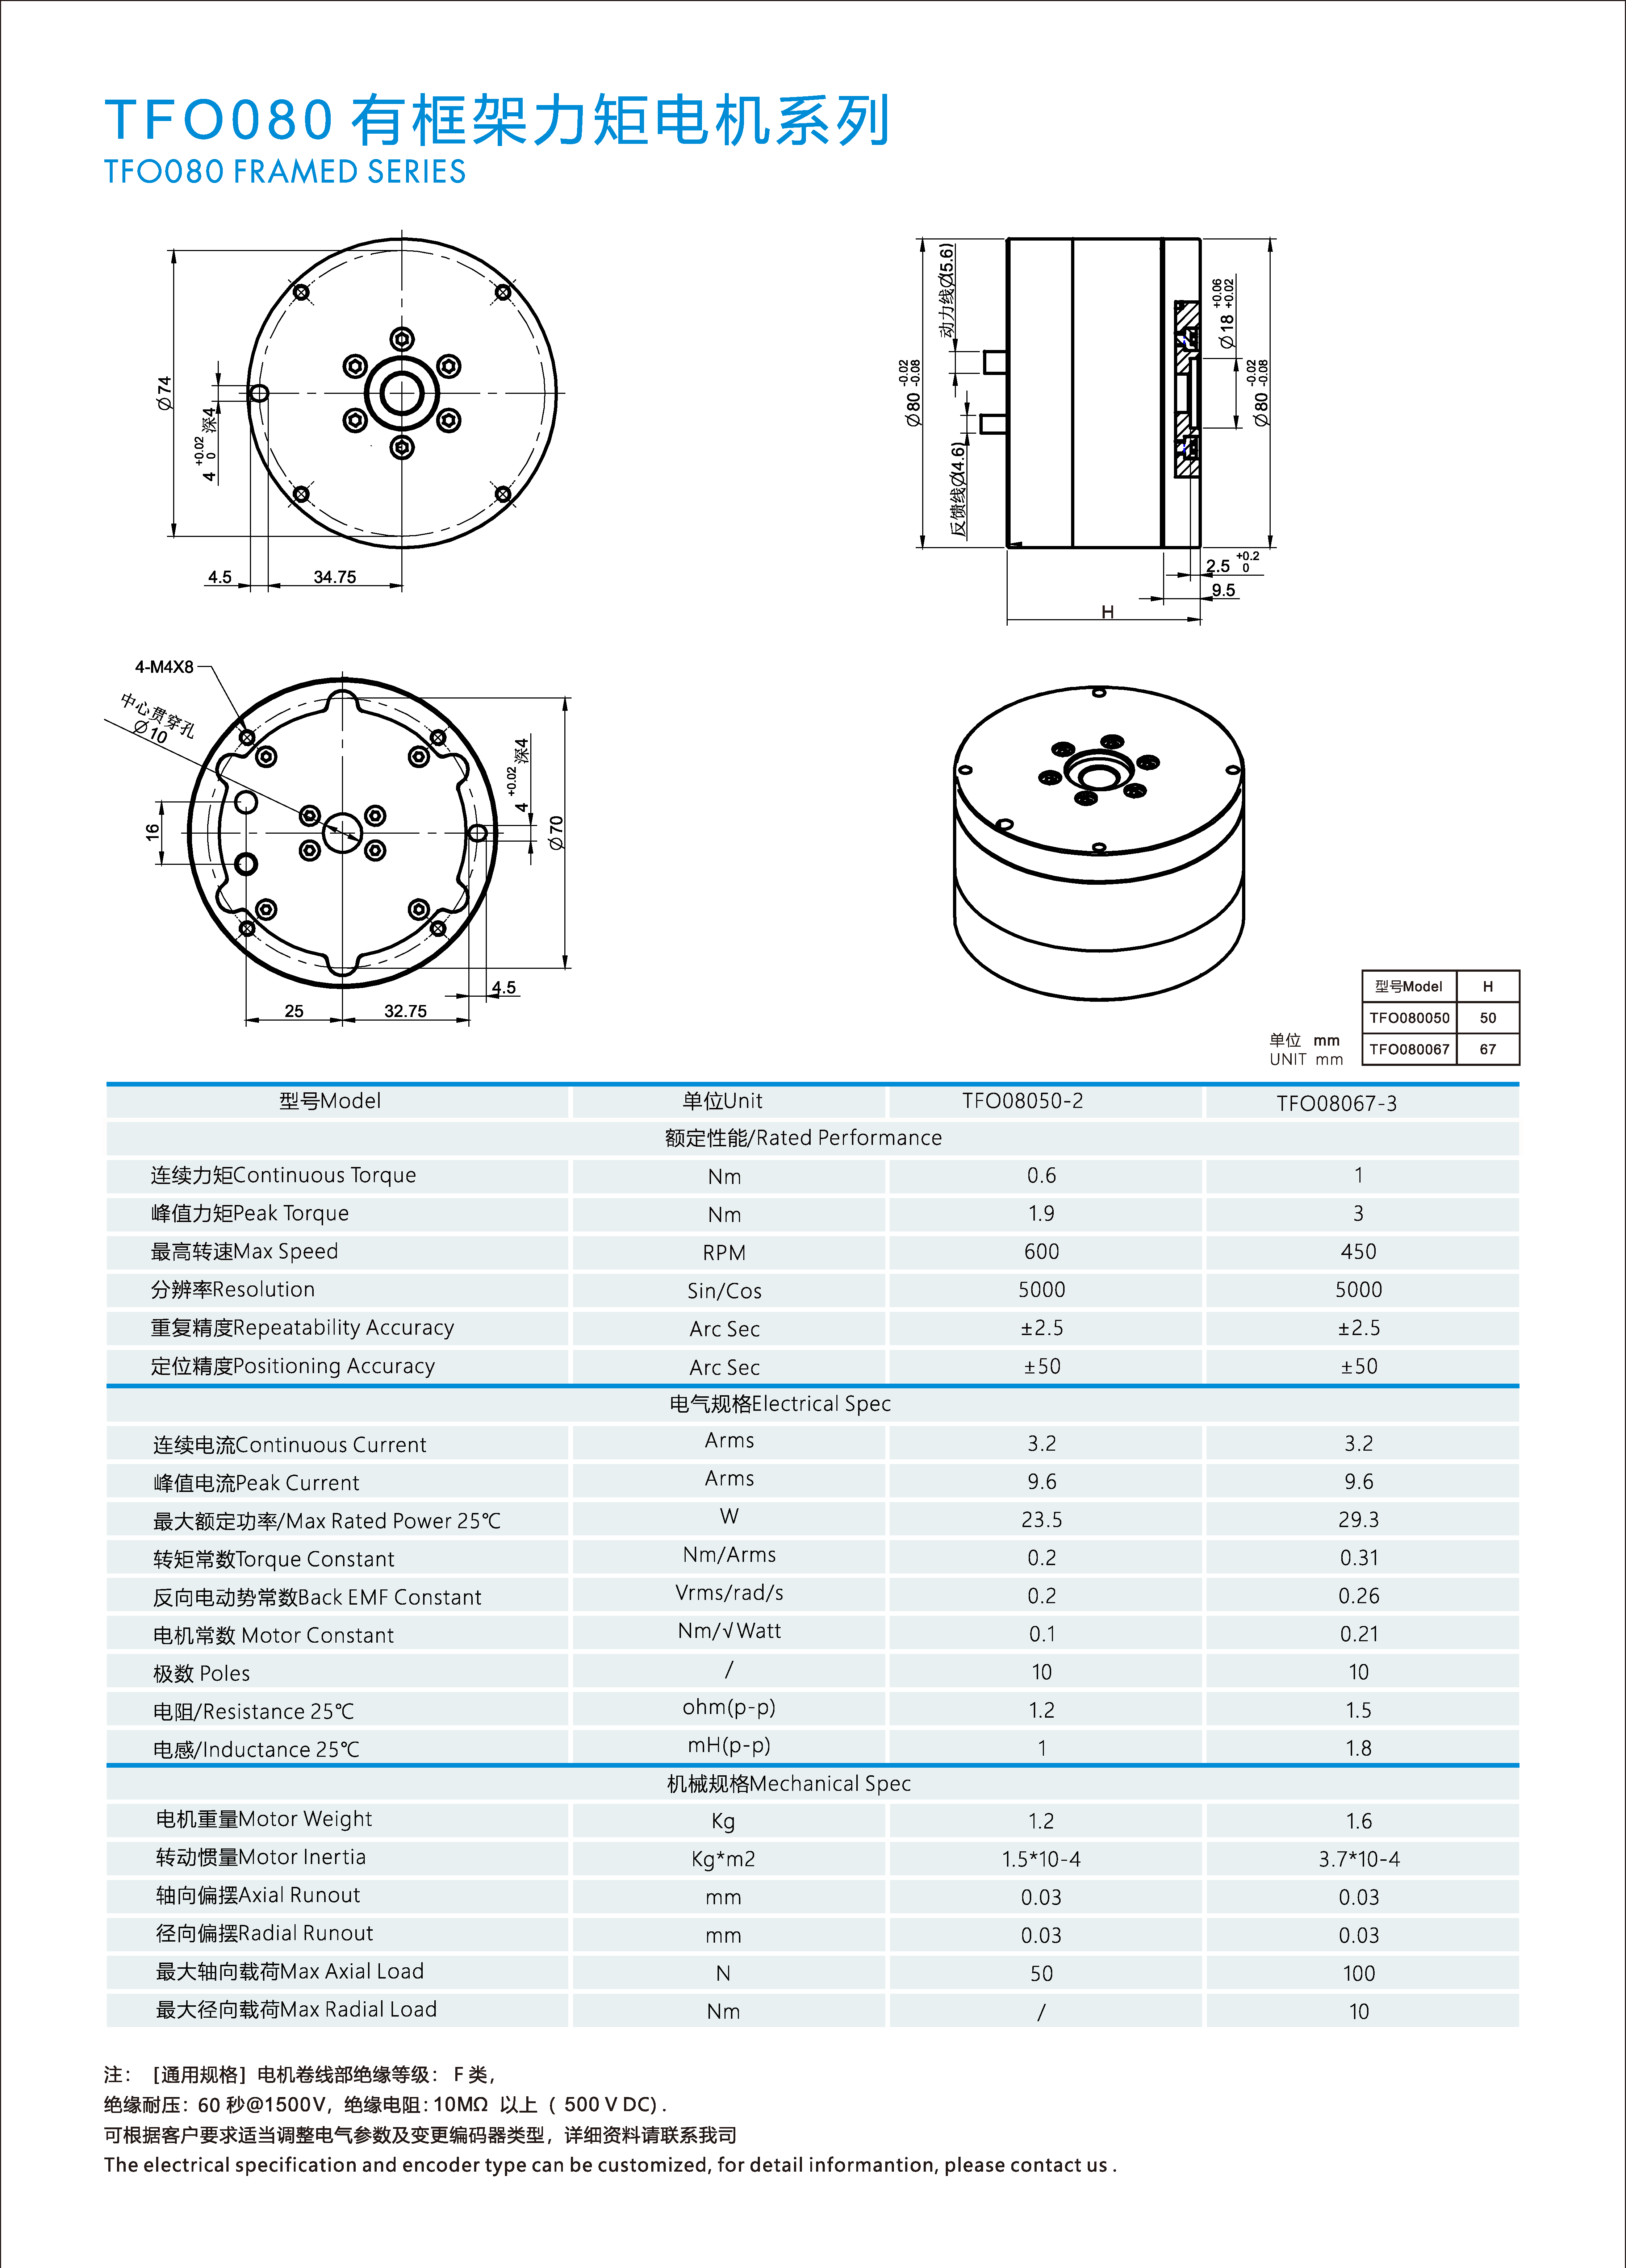 TFO080 有框架力矩电机系列
TFO080 FRAMED SERIES
Ø74
4 +0.02 0 深4
4.5
34.75
动力线Ø(5.6)
反馈线Ø(4.6)
Ø80 -0.02 -0.08
Ø18 +0.06 +0.02
Ø80 -0.02 -0.08
2.5 +0.2 0
9.5
H
4-M4X8
中心贯穿孔
Ø10
16
4 +0.02 深4
Ø70
4.5
25
32.75
单位 mm
UNIT mm
型号Model H
TFO080050 50
TFO080067 67
型号Model 单位Unit TFO08050-2 TFO08067-3
额定性能/Rated Performance
连续力矩Continuous Torque Nm 0.6 1
峰值力矩Peak Torque Nm 1.9 3
最高转速Max Speed RPM 600 450
分辨率Resolution Sin/Cos 5000 5000
重复精度Repeatability Accuracy Arc Sec ±2.5 ±2.5
定位精度Positioning Accuracy Arc Sec ±50 ±50
电气规格Electrical Spec
连续电流Continuous Current Arms 3.2 3.2
峰值电流Peak Current Arms 9.6 9.6
最大额定功率/Max Rated Power 25℃ W 23.5 29.3
转矩常数Torque Constant Nm/Arms 0.2 0.31
反向电动势常数Back EMF Constant Vrms/rad/s 0.2 0.26
电机常数 Motor Constant Nm/√Watt 0.1 0.21
极数 Poles / 10 10
电阻/Resistance 25℃ ohm(p-p) 1.2 1.5
电感/Inductance 25℃ mH(p-p) 1 1.8
机械规格Mechanical Spec
电机重量Motor Weight Kg 1.2 1.6
转动惯量Motor Inertia Kg*m2 1.5*10-4 3.7*10-4
轴向偏摆Axial Runout mm 0.03 0.03
径向偏摆Radial Runout mm 0.03 0.03
最大轴向载荷Max Axial Load N 50 100
最大径向载荷Max Radial Load Nm / 10
注： [通用规格] 电机卷线部绝缘等级： F 类，
绝缘耐压：60 秒@1500V，绝缘电阻：10MΩ 以上 ( 500 V DC) .
可根据客户要求适当调整电气参数及变更编码器类型，详细资料请联系我司
The electrical specification and encoder type can be customized, for detail informantion, please contact us .